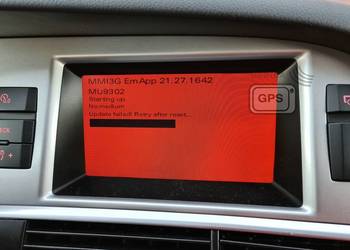 MMI3G EmApp 21.27.1642
MU9302
Starting up
No medium
Update failed! Retry after reset...
GPS